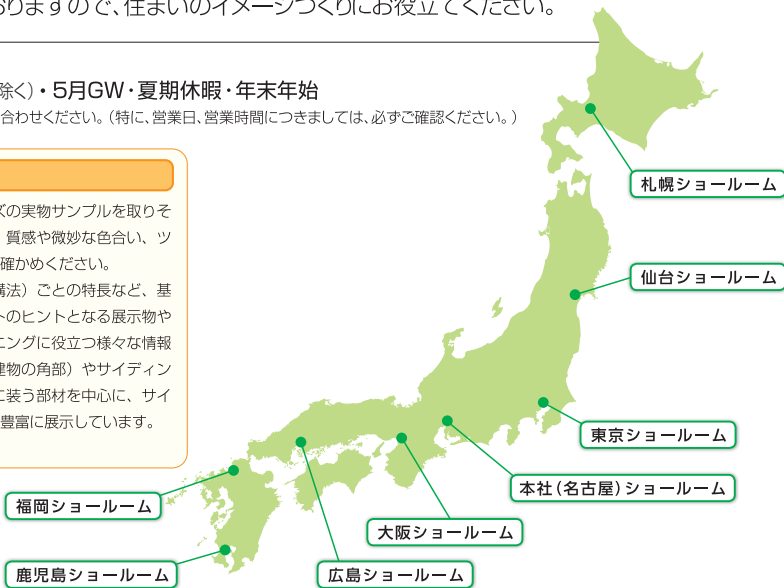 おりますので、住まいのイメージづくりにお役立てください。
除く）・5月GW・夏期休暇・年末年始
合わせください。（特に、営業日、営業時間につきましては、必ずご確認ください。）
ズの実物サンプルを取りそ
質感や微妙な色合い、ツ
確かめください。
構法）ごとの特長など、基
トのヒントとなる展示物や
ニングに役立つ様々な情報
建物の角部）やサイディン
に装う部材を中心に、サイ
豊富に展示しています。
札幌ショールーム
仙台ショールーム
東京ショールーム
本社（名古屋）ショールーム
福岡ショールーム
大阪ショールーム
鹿児島ショールーム
広島ショールーム